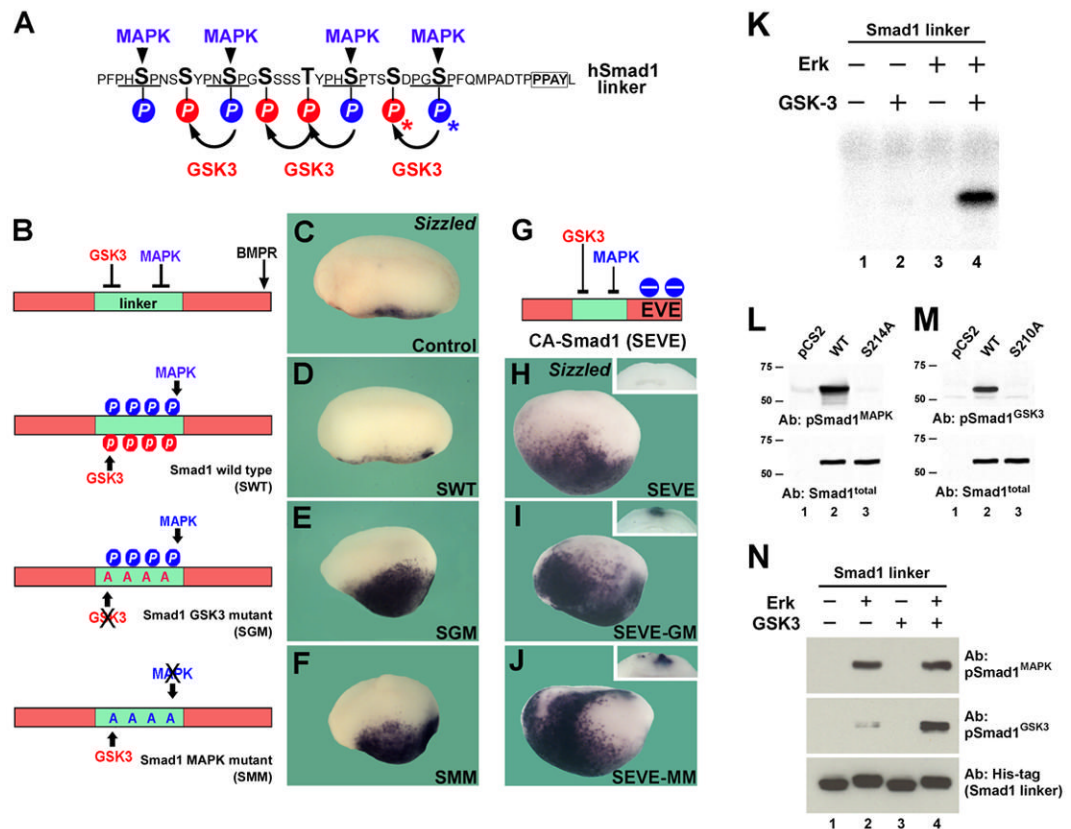 A
MAPK MAPK MAPK MAPK
PFPHSPNSSYPNSPGSSSSTYPHSPTSSDPGSPFQMPADTPPPAYL
hSmad1
linker
P P P P P P P P
* *
GSK3 GSK3 GSK3
B
GSK3 MAPK BMPR
linker
MAPK
P P P P
P P P P
GSK3
Smad1 wild type
(SWT)
MAPK
P P P P
A A A A
GSK3
Smad1 GSK3 mutant
(SGM)
MAPK
A A A A
GSK3
Smad1 MAPK mutant
(SMM)
C
Sizzled
Control
D
SWT
E
SGM
F
SMM
G
GSK3
MAPK
EVE
CA-Smad1 (SEVE)
H
Sizzled
SEVE
I
SEVE-GM
J
SEVE-MM
K
Smad1 linker
Erk − − + +
GSK-3 − + − +
1 2 3 4
L
pCS2 WT S214A
75
50
Ab: pSmad1MAPK
75
50
Ab: Smad1total
1 2 3
M
pCS2 WT S210A
75
50
Ab: pSmad1GSK3
75
50
Ab: Smad1total
1 2 3
N
Smad1 linker
Erk − + − +
GSK3 − − + +
Ab:
pSmad1MAPK
Ab:
pSmad1GSK3
Ab: His-tag
(Smad1 linker)
1 2 3 4